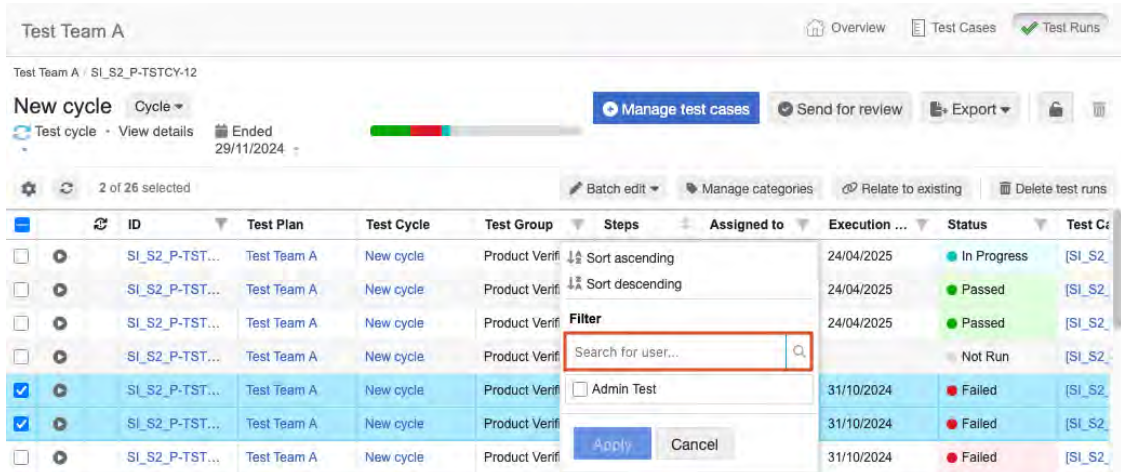 Test Team A
Overview
Test Cases
Test Runs
Test Team A / SI_S2_P-TSTCY-12
New cycle
Cycle
Manage test cases
Send for review
Export
Test cycle
View details
Ended
29/11/2024
2 of 26 selected
Batch edit
Manage categories
Relate to existing
Delete test runs
ID Test Plan Test Cycle Test Group Steps Assigned to Execution ... Status Test Ca
SI_S2_P-TST... Test Team A New cycle Product Verifi 24/04/2025 In Progress [SI_S2_
SI_S2_P-TST... Test Team A New cycle Product Verifi 24/04/2025 Passed [SI_S2_
SI_S2_P-TST... Test Team A New cycle Product Verifi 24/04/2025 Passed [SI_S2_
SI_S2_P-TST... Test Team A New cycle Product Verifi Not Run [SI_S2_
SI_S2_P-TST... Test Team A New cycle Product Verifi 31/10/2024 Failed [SI_S2_
SI_S2_P-TST... Test Team A New cycle Product Verifi 31/10/2024 Failed [SI_S2_
SI_S2_P-TST... Test Team A New cycle Product Verifi 31/10/2024 Failed [SI_S2_
Sort ascending
Sort descending
Filter
Search for user...
Admin Test
Apply
Cancel